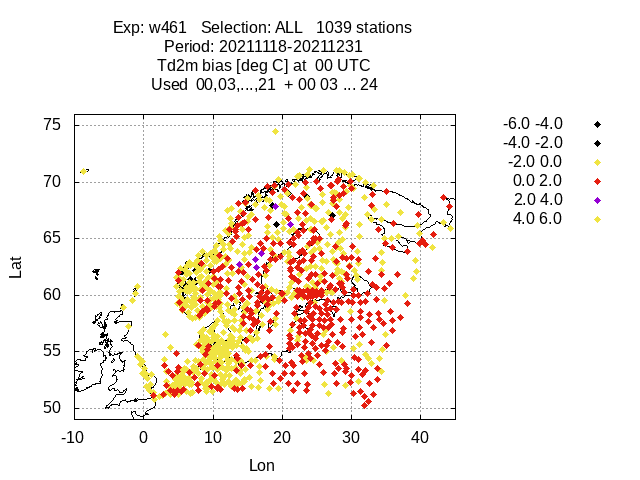 Exp: w461 Selection: ALL 1039 stations
Period: 20211118-20211231
Td2m bias [deg C] at 00 UTC
Used 00,03,...,21 + 00 03 ... 24
-6.0 -4.0
-4.0 -2.0
-2.0 0.0
0.0 2.0
2.0 4.0
4.0 6.0
75
70
65
60
55
50
Lat
-10 0 10 20 30 40
Lon